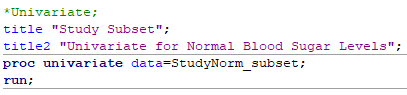 *Univariate;
title "Study Subset";
title2 "Univariate for Normal Blood Sugar Levels";
proc univariate data=StudyNorm_subset;
run;